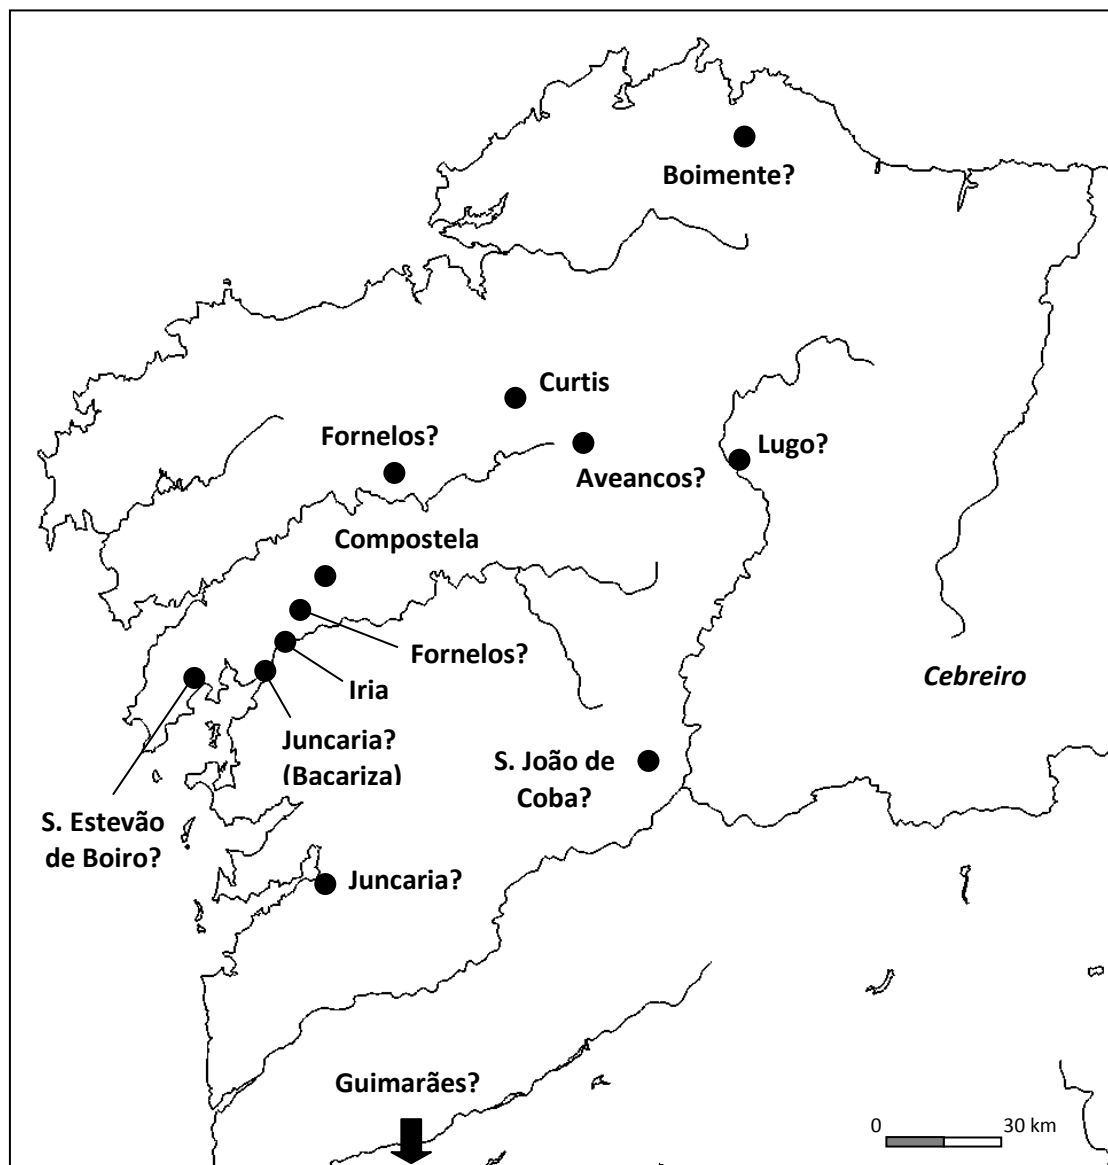 Boimente?
Curtis
Fornelos?
Lugo?
Aveancos?
Compostela
Fornelos?
Cebreiro
Iria
Juncaria?
(Bacariza)
S. João de
Coba?
S. Estevão
de Boiro?
Juncaria?
Guimarães?
0 30 km